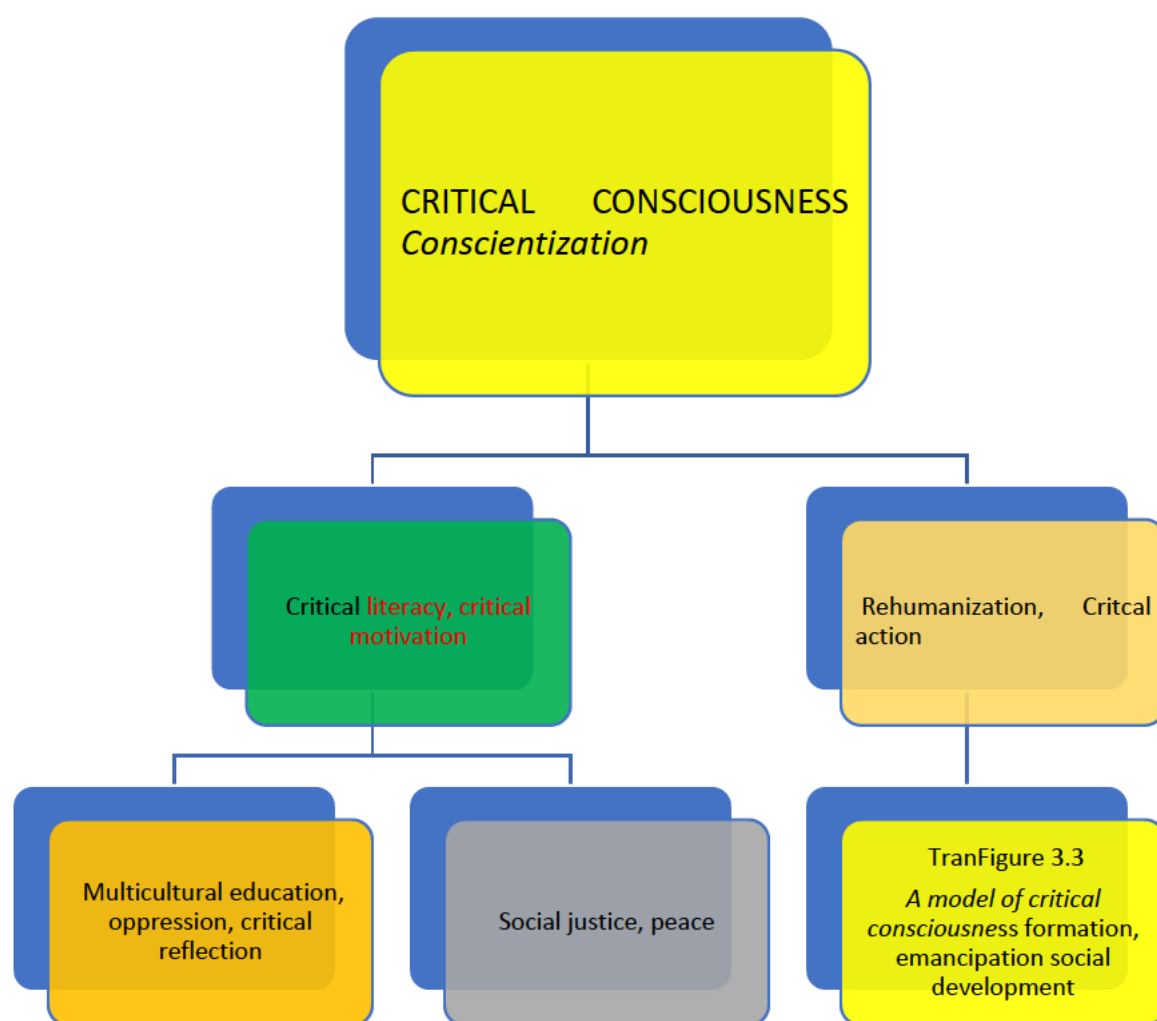 CRITICAL CONSCIOUSNESS
Conscientization
Critical literacy, critical
motivation
Rehumanization, Critcal
action
Multicultural education,
oppression, critical
reflection
Social justice, peace
TranFigure 3.3
A model of critical
consciousness formation,
emancipation social
development